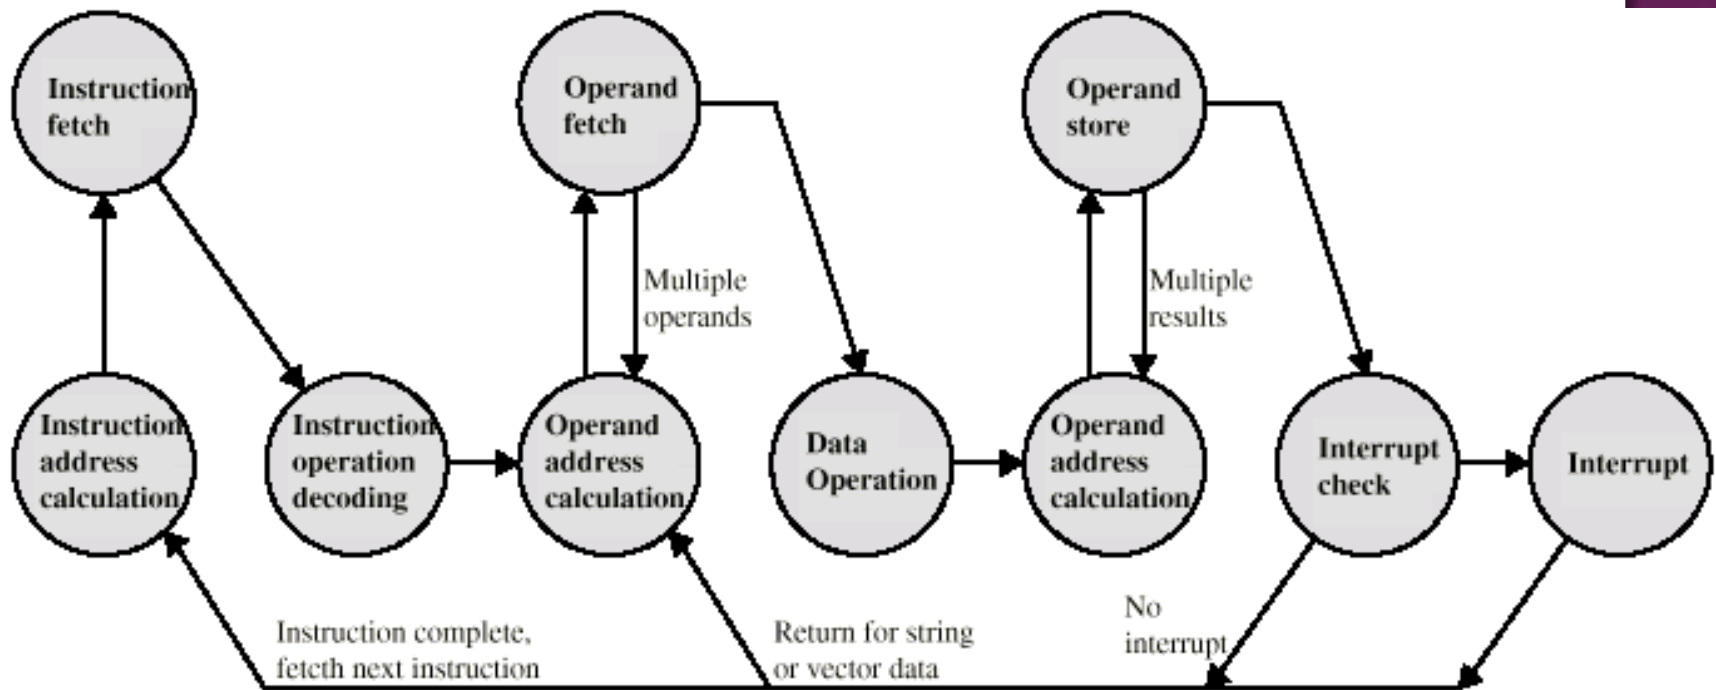 Instruction
fetch
Operand
fetch
Operand
store
Multiple
operands
Multiple
results
Instruction
address
calculation
Instruction
operation
decoding
Operand
address
calculation
Data
Operation
Operand
address
calculation
Interrupt
check
Interrupt
Instruction complete,
fetcth next instruction
Return for string
or vector data
No
interrupt